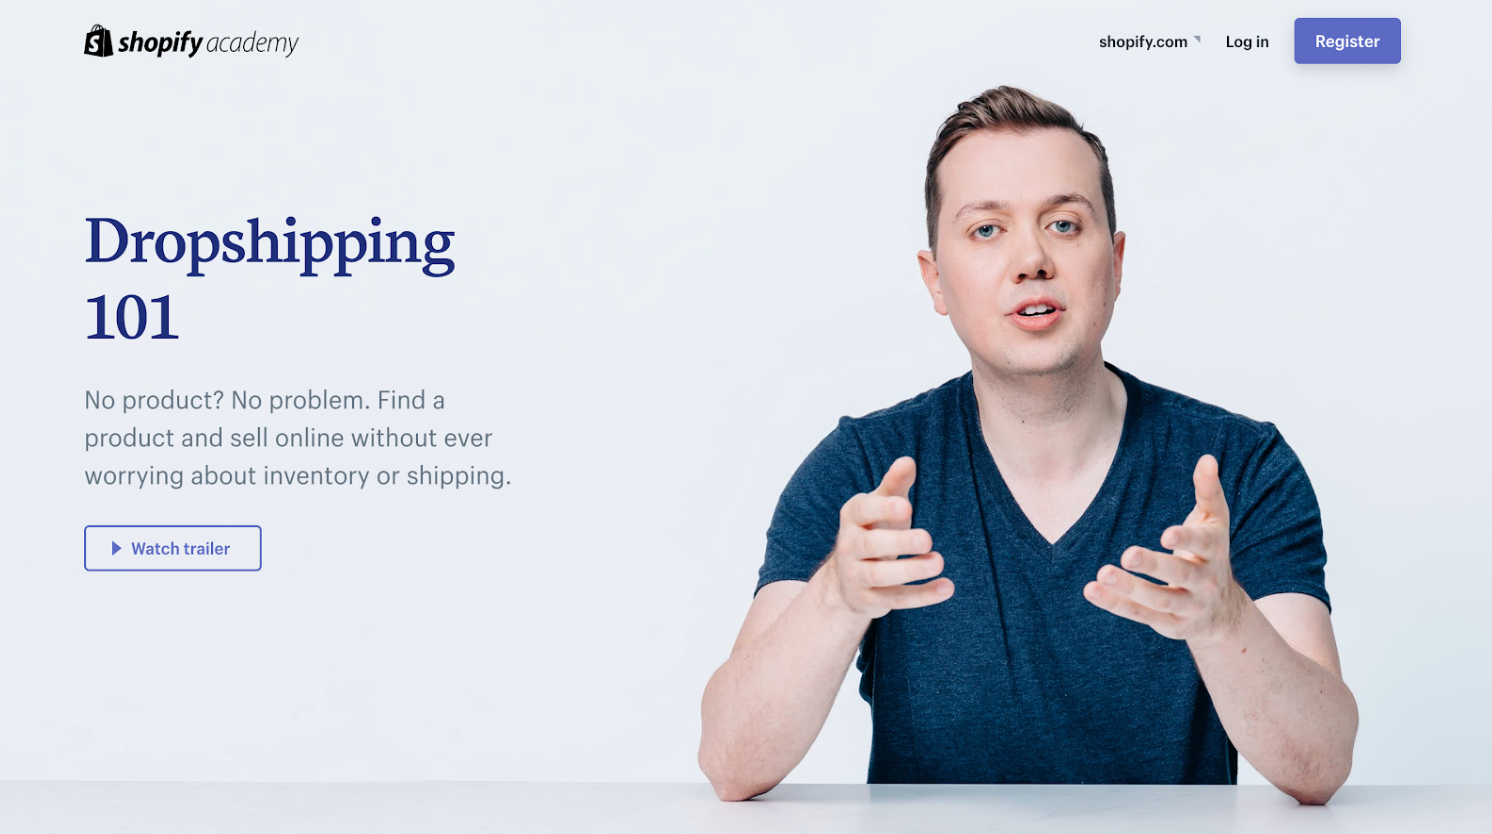 shopify academy
shopify.com
Log in
Register
Dropshipping
101
No product? No problem. Find a
product and sell online without ever
worrying about inventory or shipping.
Watch trailer